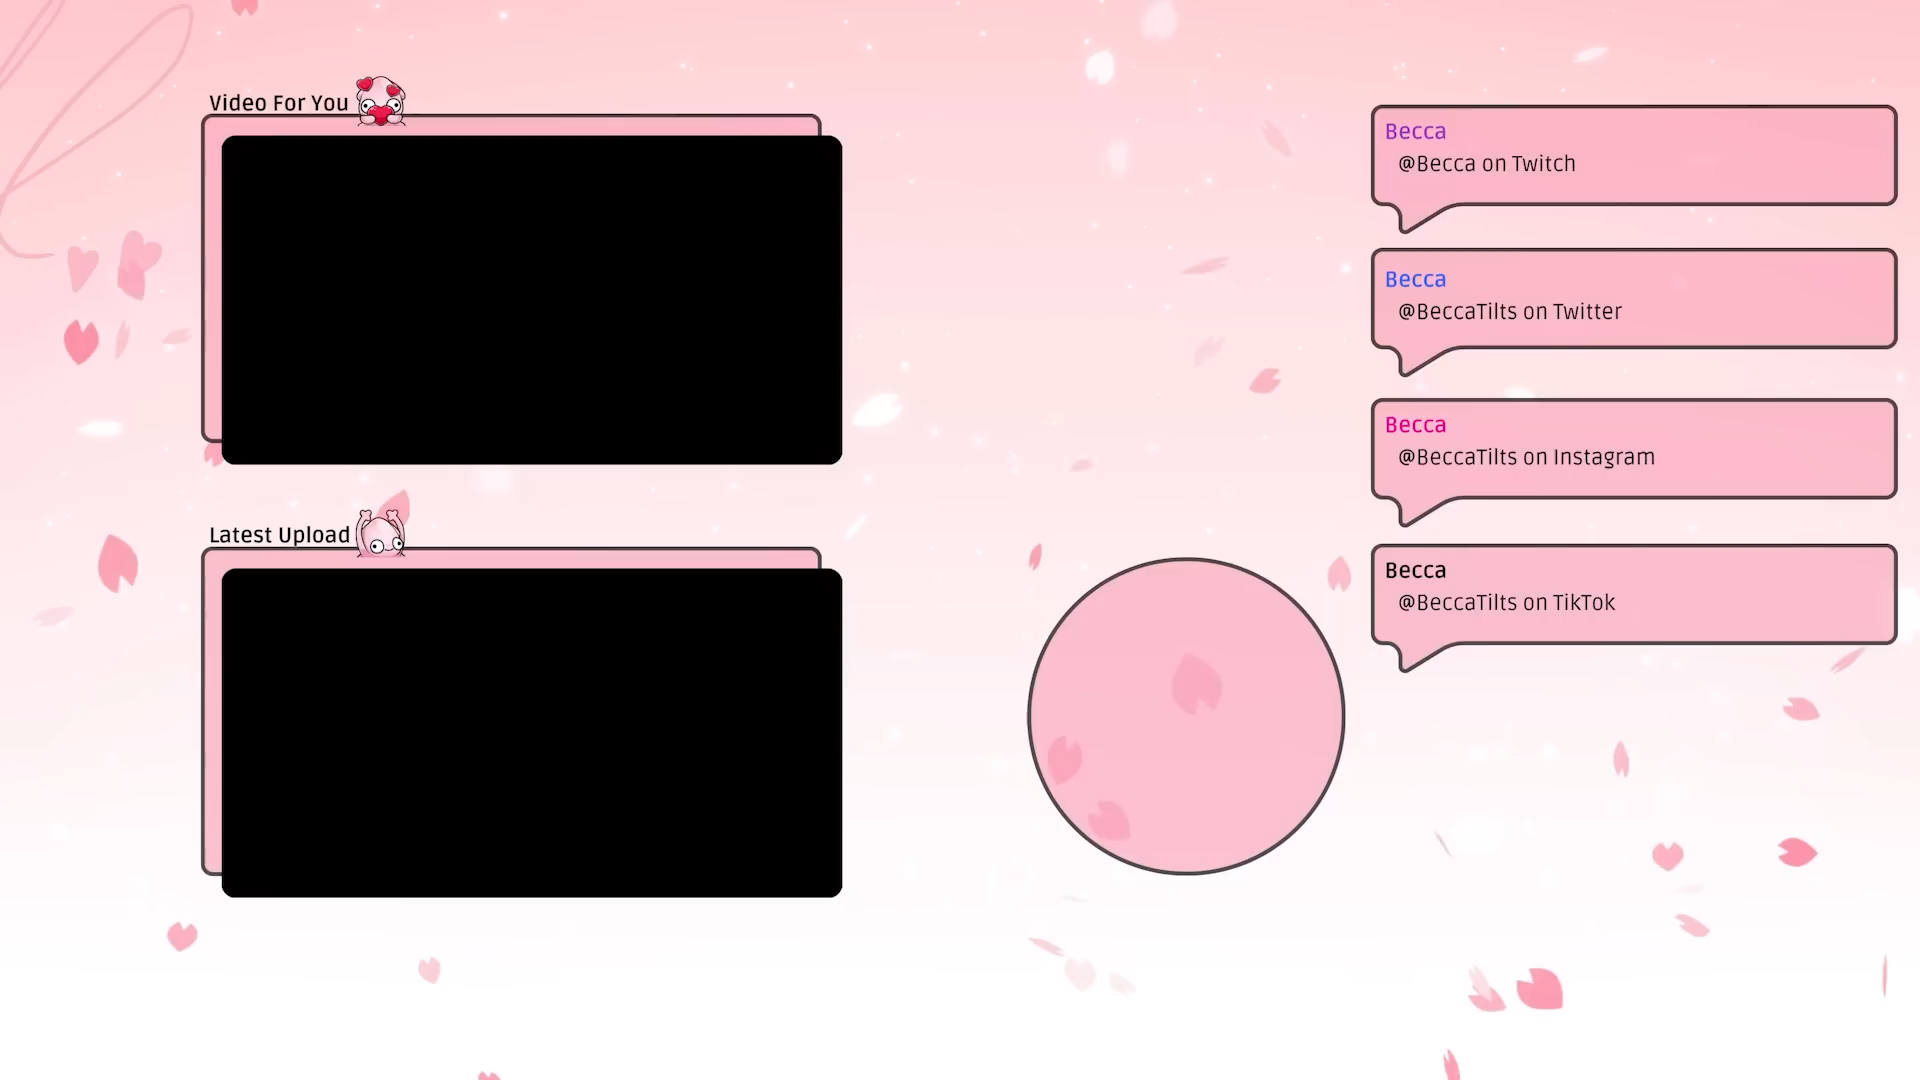 Video For You
Latest Upload
Becca
@Becca on Twitch
Becca
@BeccaTilts on Twitter
Becca
@BeccaTilts on Instagram
Becca
@BeccaTilts on TikTok